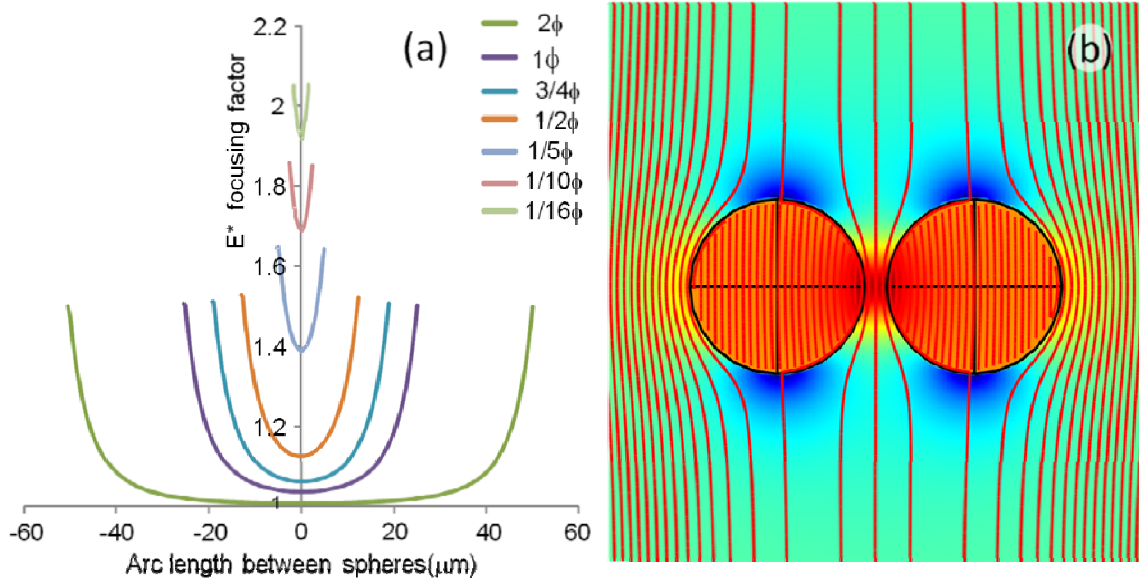 (a)
2.2
2
1.8
1.6
1.4
1.2
1
E* focusing factor
2ϕ
1ϕ
3/4ϕ
1/2ϕ
1/5ϕ
1/10ϕ
1/16ϕ
-60
-40
-20
0
20
40
60
Arc length between spheres(μm)
(b)